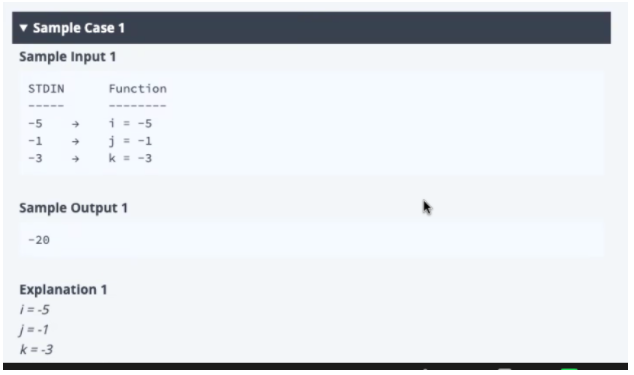 ▼ Sample Case 1
Sample Input 1
STDIN Function
----- --------
-5 → i = -5
-1 → j = -1
-3 → k = -3
Sample Output 1
-20
Explanation 1
i = -5
j = -1
k = -3